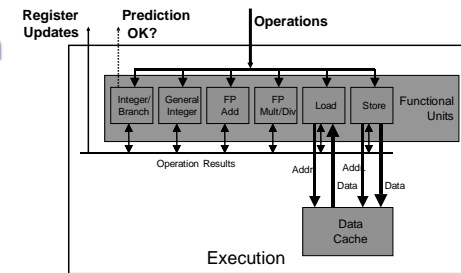 Register
Updates
Prediction
OK?
Operations
Integer/
Branch
General
Integer
FP
Add
FP
Mult/Div
Load
Store
Functional
Units
Operation Results
Addr.
Addr.
Data
Data
Data
Cache
Execution